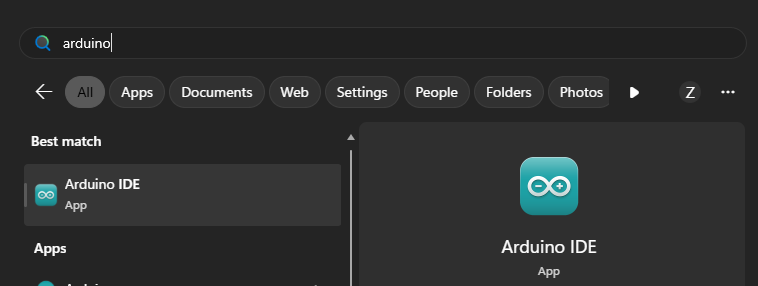 arduino
All Apps Documents Web Settings People Folders Photos Z
Best match
Arduino IDE
App
Arduino IDE
App
Apps